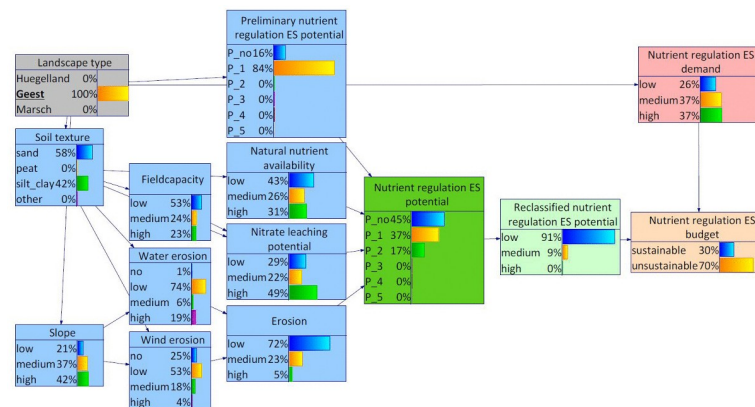 Landscape type
Huegelland 0%
Geest 100%
Marsch 0%
Preliminary nutrient
regulation ES potential
P_no 16%
P_1 84%
P_2 0%
P_3 0%
P_4 0%
P_5 0%
Nutrient regulation ES
demand
low 26%
medium 37%
high 37%
Soil texture
sand 58%
peat 0%
silt_clay 42%
other 0%
Fieldcapacity
low 53%
medium 24%
high 23%
Natural nutrient
availability
low 43%
medium 26%
high 31%
Nitrate leaching
potential
low 29%
medium 22%
high 49%
Nutrient regulation ES
potential
P_no 45%
P_1 37%
P_2 17%
P_3 0%
P_4 0%
P_5 0%
Reclassified nutrient
regulation ES potential
low 91%
medium 9%
high 0%
Nutrient regulation ES
budget
sustainable 30%
unsustainable 70%
Water erosion
no 1%
low 74%
medium 6%
high 19%
Slope
low 21%
medium 37%
high 42%
Wind erosion
no 25%
low 53%
medium 18%
high 4%
Erosion
low 72%
medium 23%
high 5%